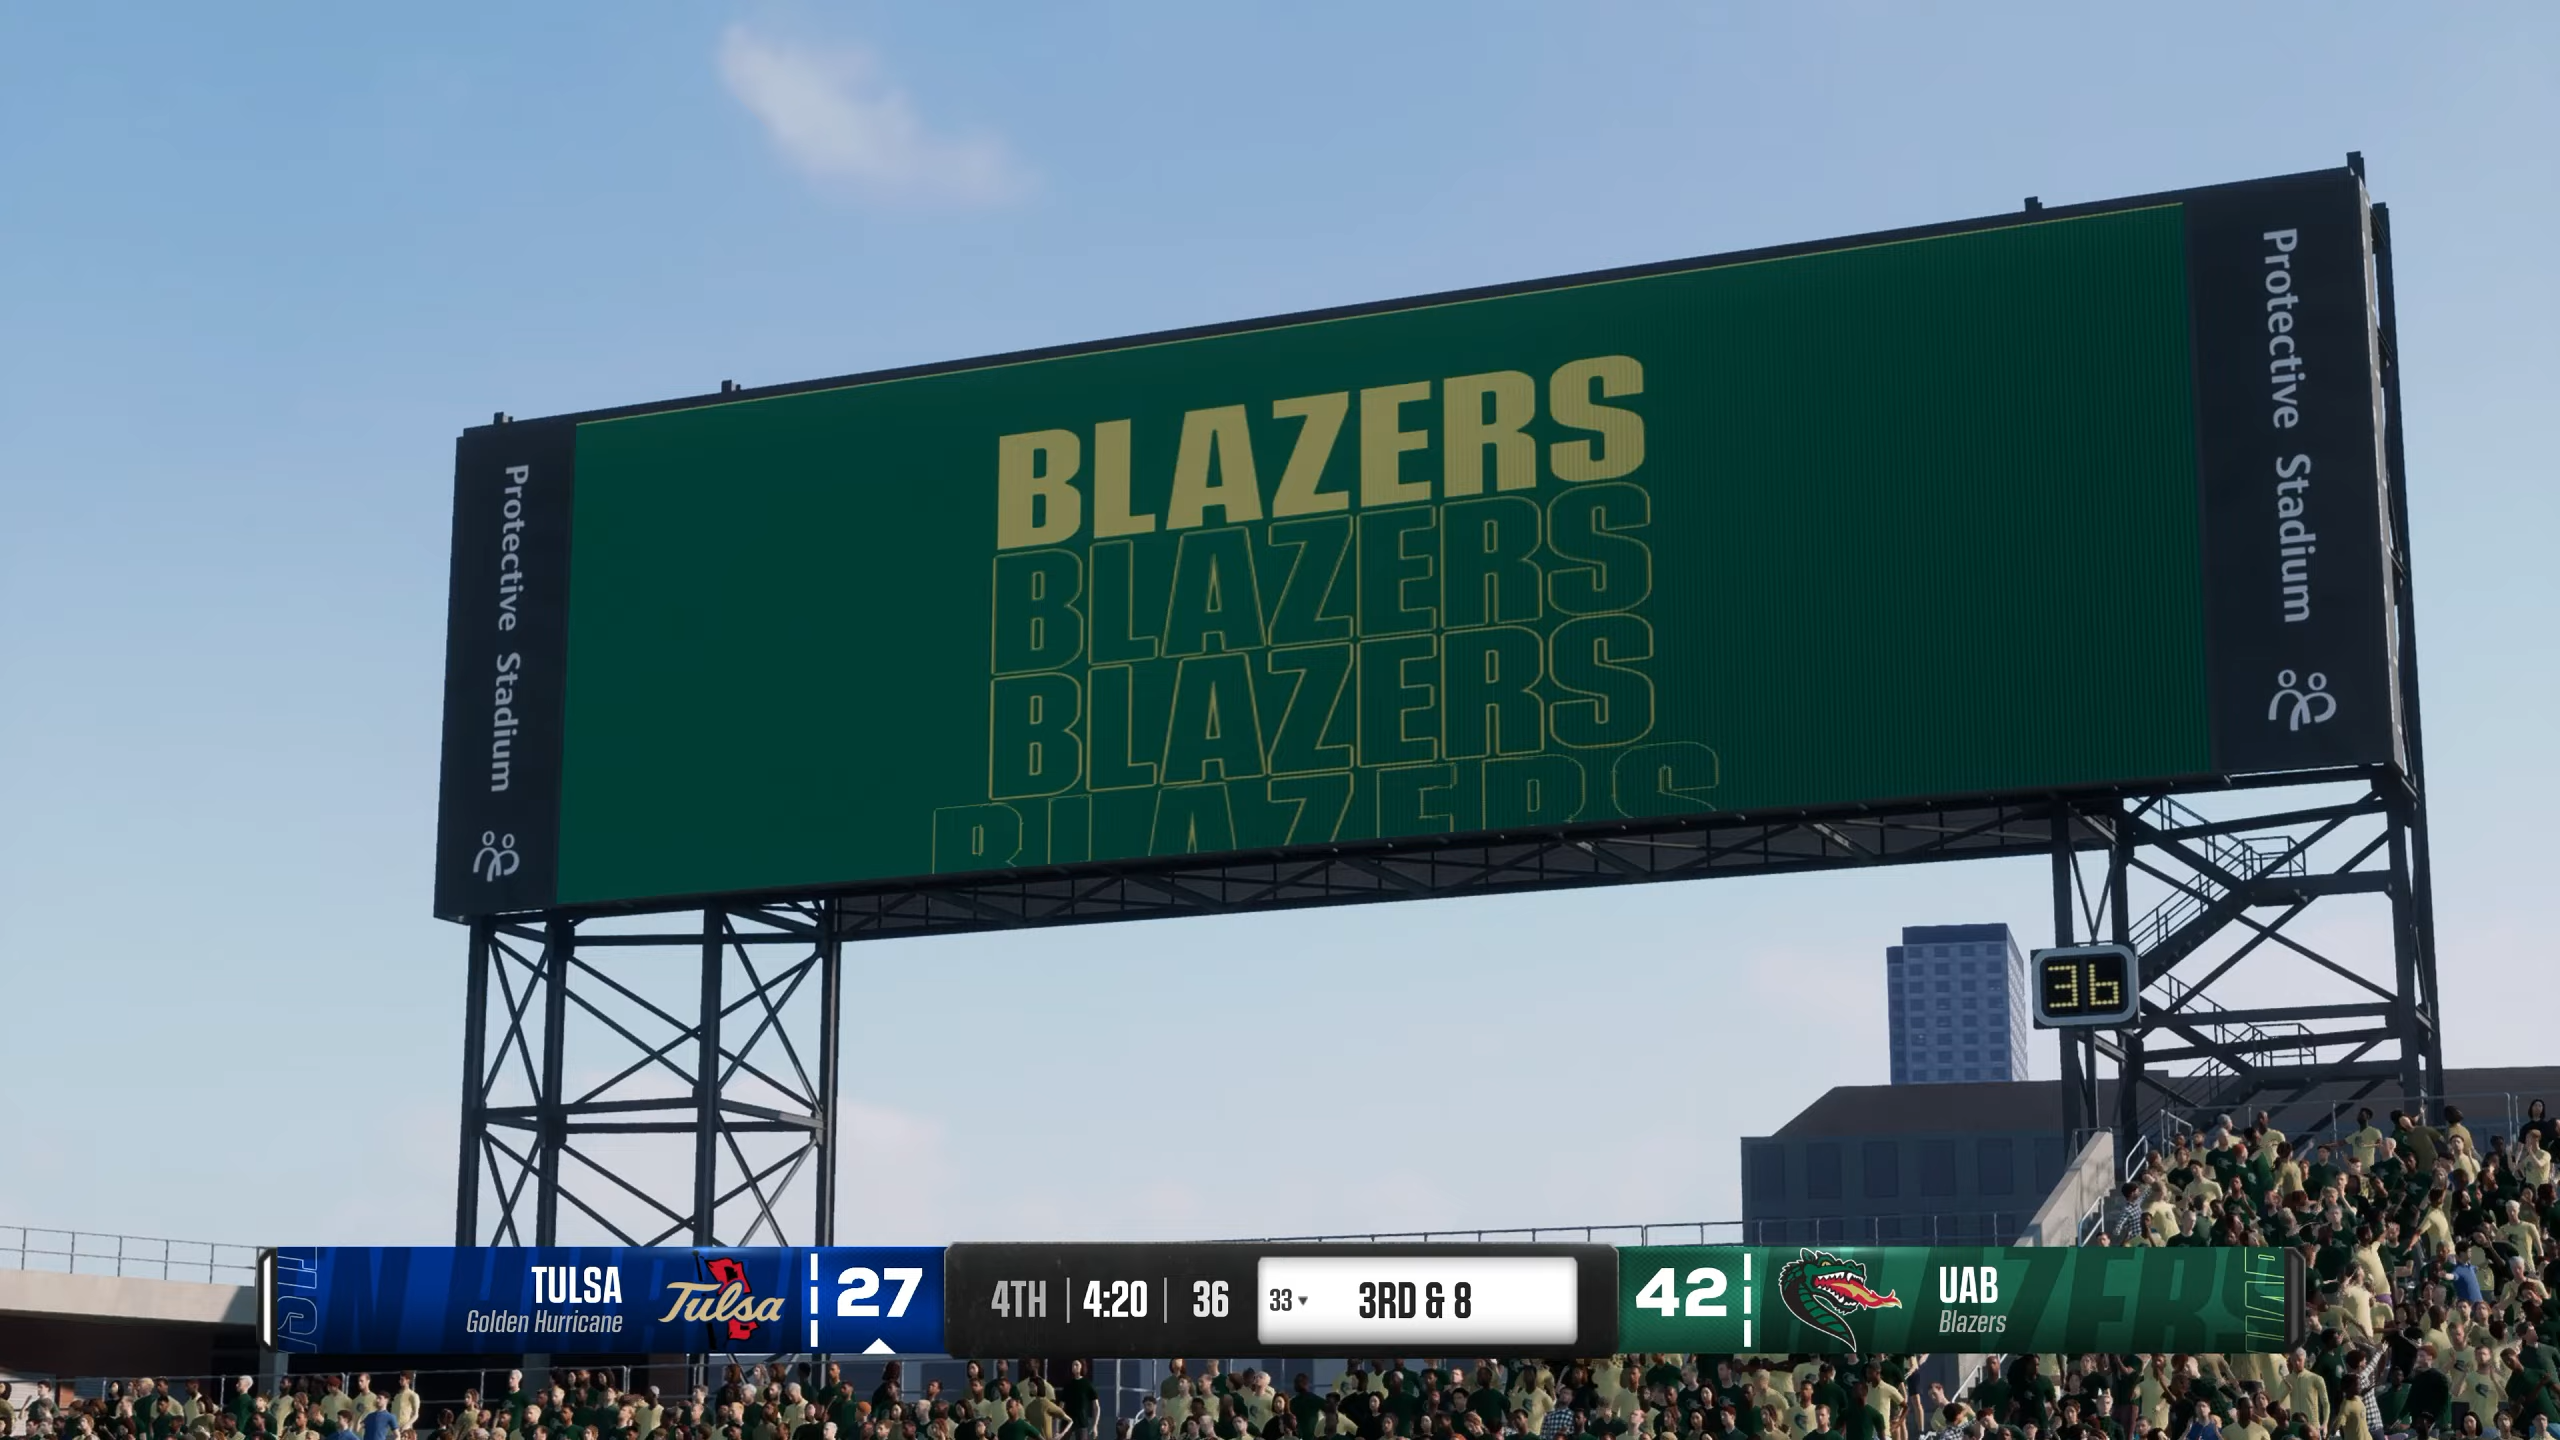 BLAZERS
BLAZERS
BLAZERS
BLAZERS
Protective Stadium
Protective Stadium
36
TULSA
Golden Hurricane
Tulsa
27
4TH
4:20
36
33
3RD & 8
42
UAB
Blazers